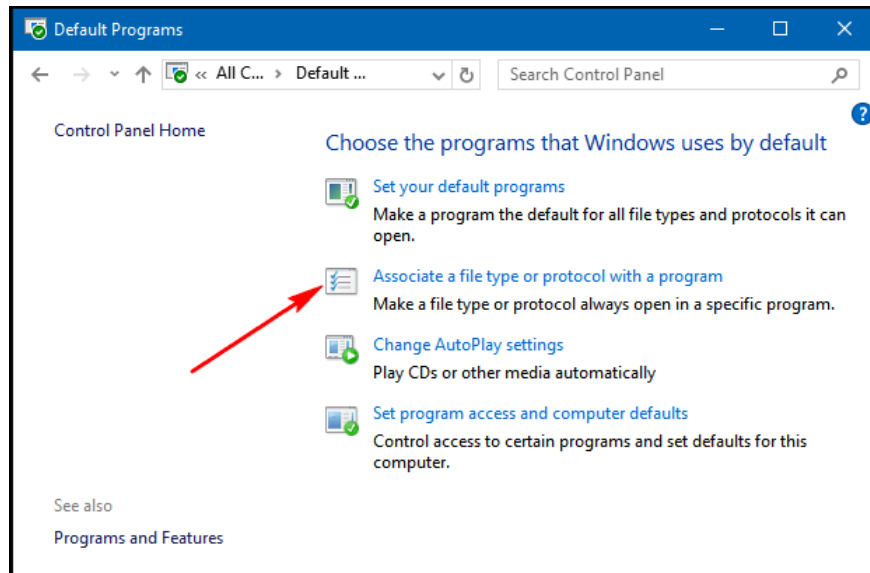 Default Programs
« All C... › Default ...
Search Control Panel
?
Control Panel Home
Choose the programs that Windows uses by default
Set your default programs
Make a program the default for all file types and protocols it can
open.
Associate a file type or protocol with a program
Make a file type or protocol always open in a specific program.
Change AutoPlay settings
Play CDs or other media automatically
Set program access and computer defaults
Control access to certain programs and set defaults for this
computer.
See also
Programs and Features